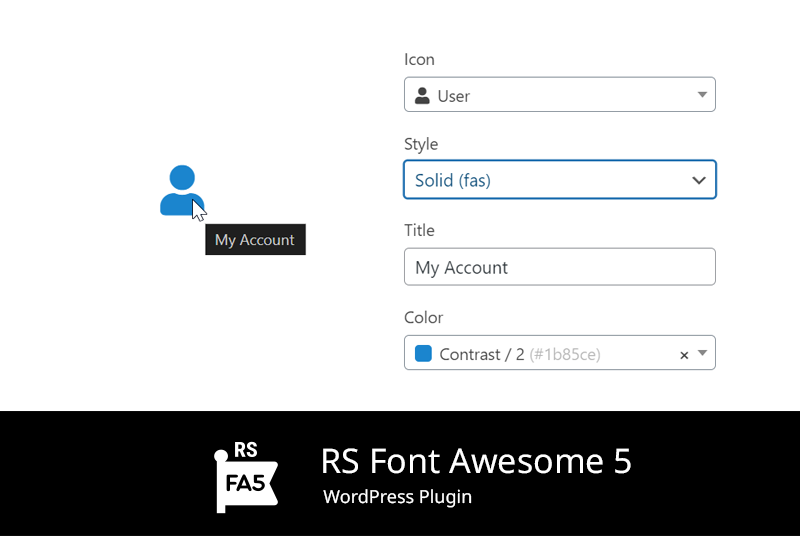 Icon
User
Style
Solid (fas)
My Account
Title
My Account
Color
Contrast / 2 (#1b85ce)
RS
FA5
RS Font Awesome 5
WordPress Plugin